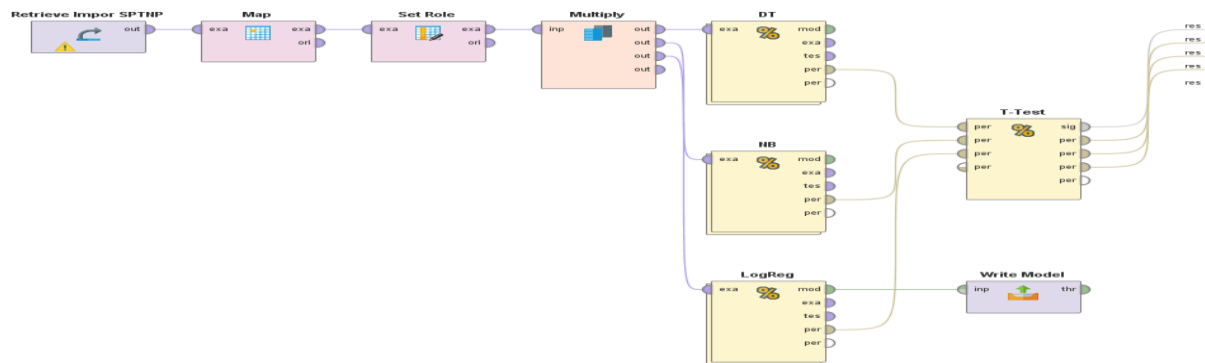 Retrieve Impor SPTNP
out
Map
exa exa
ori
Set Role
exa exa
ori
Multiply
inp out
out
out
out
DT
exa mod
exa
tes
per
per
NB
exa mod
exa
tes
per
per
LogReg
exa mod
exa
tes
per
per
T-Test
per sig
per per
per per
per per
per
Write Model
inp thr
res
res
res
res
res